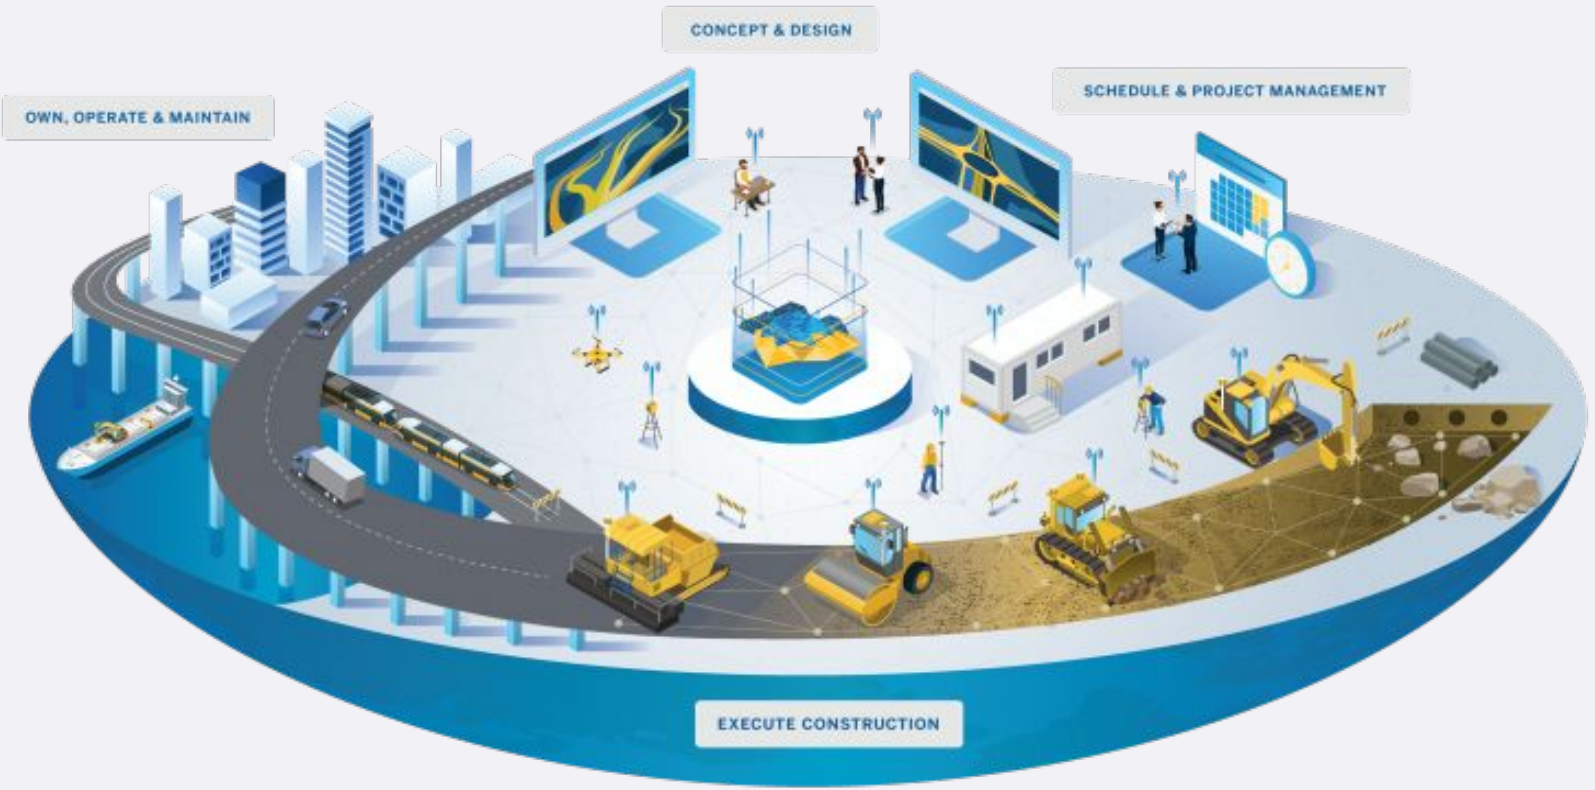 CONCEPT & DESIGN
SCHEDULE & PROJECT MANAGEMENT
OWN, OPERATE & MAINTAIN
EXECUTE CONSTRUCTION